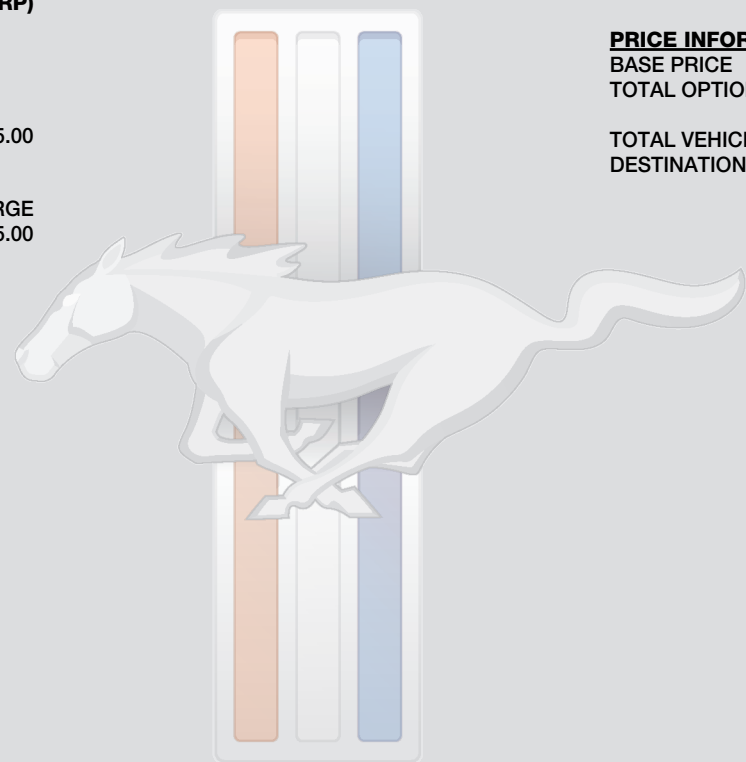 RP)
5.00
RGE
5.00
PRICE INFOR
BASE PRICE
TOTAL OPTIO
TOTAL VEHICL
DESTINATION